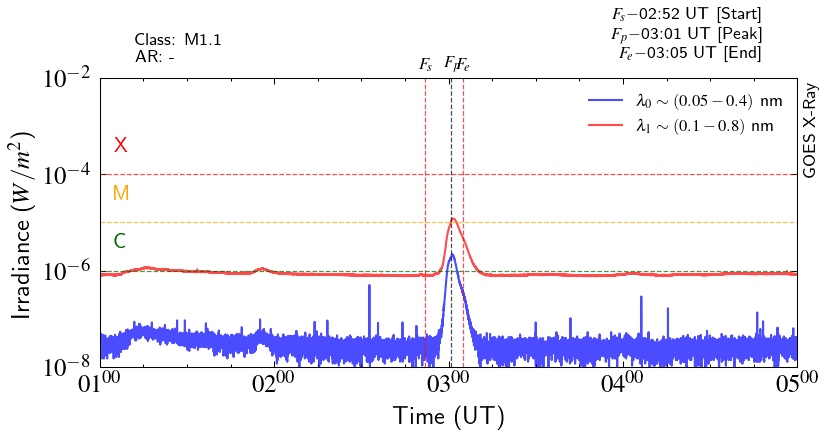 F_s−02:52 UT [Start]
Class: M1.1
F_p−03:01 UT [Peak]
AR: -
F_e−03:05 UT [End]
F_s F_p F_e
10^−2
λ_0 ∼ (0.05 − 0.4) nm
λ_1 ∼ (0.1 − 0.8) nm
GOES X-Ray
X
10^−4
M
Irradiance (W/m^2)
C
10^−6
10^−8
01^00 02^00 03^00 04^00 05^00
Time (UT)